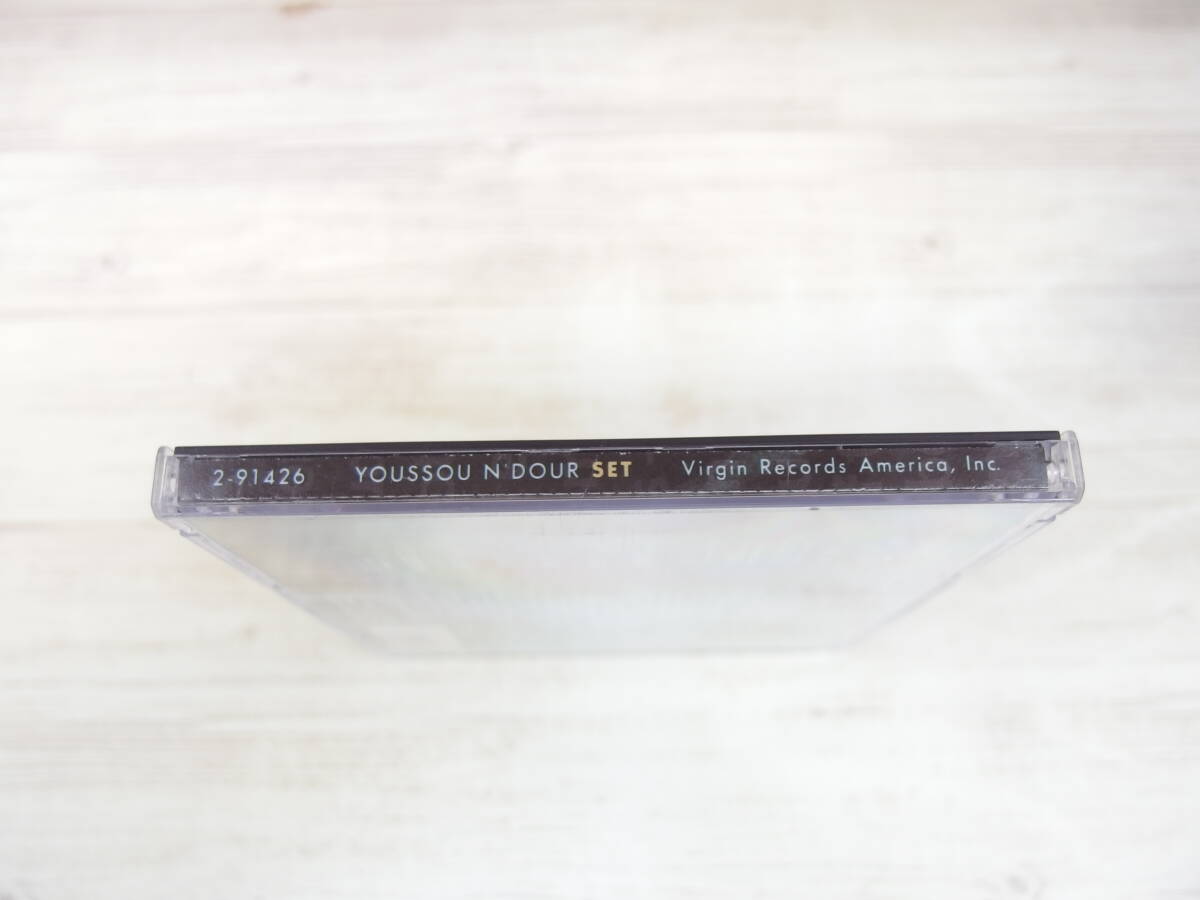 2-91426 YOUSSOU N'DOUR SET Virgin Records America, Inc.